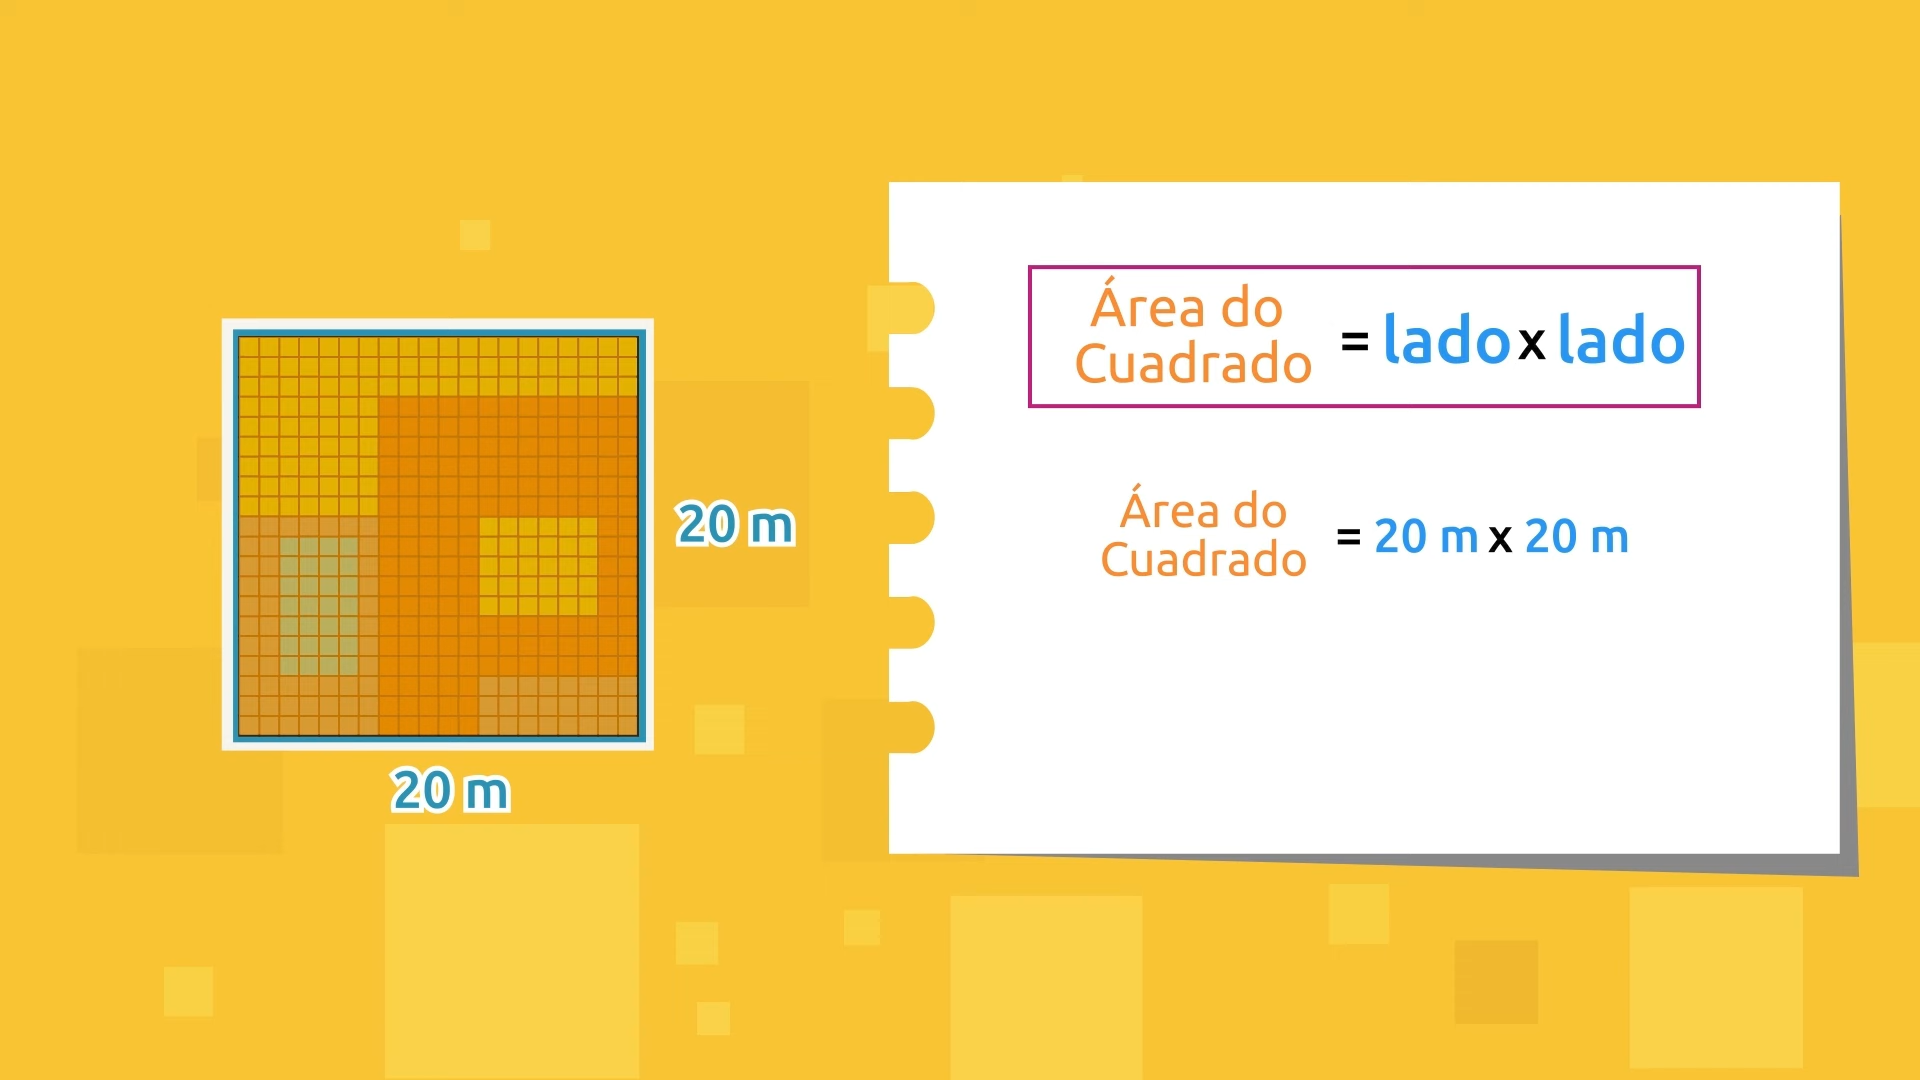 20 m
20 m
Área do
Cuadrado
= lado x lado
Área do
Cuadrado
= 20 m x 20 m